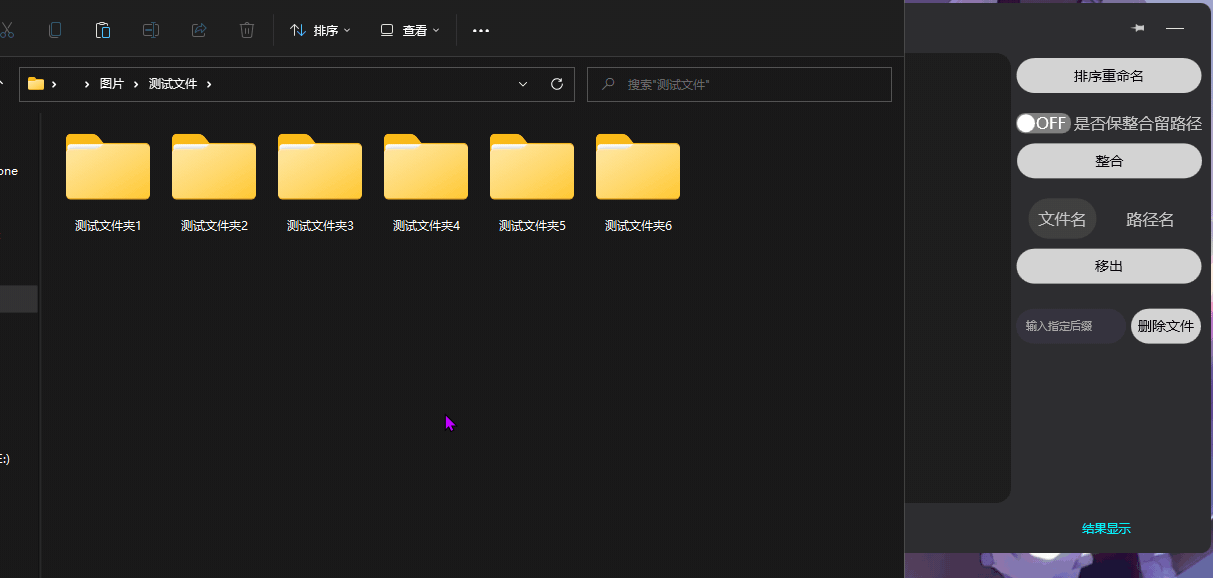 排序
查看
图片
测试文件
搜索"测试文件"
one
测试文件夹1
测试文件夹2
测试文件夹3
测试文件夹4
测试文件夹5
测试文件夹6
E:)
排序重命名
OFF 是否保整合留路径
整合
文件名
路径名
移出
输入指定后缀
删除文件
结果显示